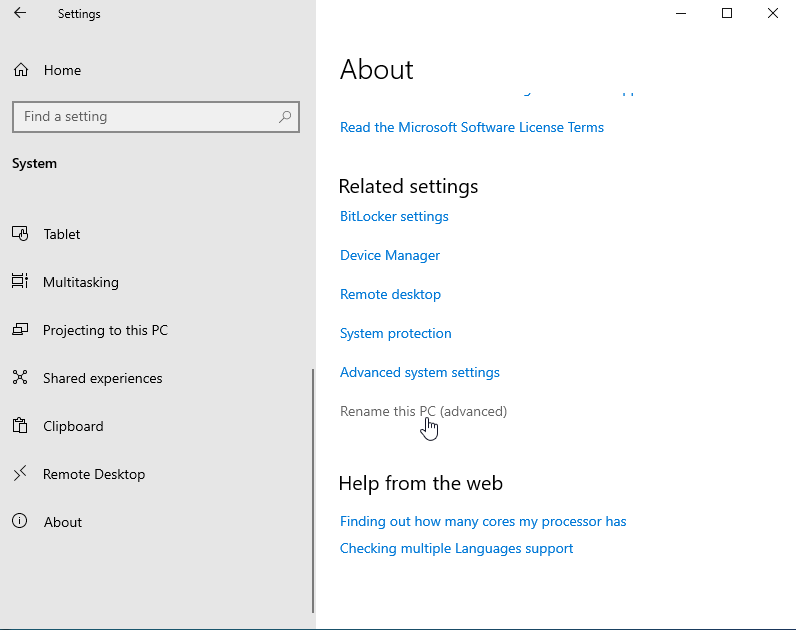 Settings
Home
Find a setting
System
Tablet
Multitasking
Projecting to this PC
Shared experiences
Clipboard
Remote Desktop
About
About
Read the Microsoft Software License Terms
Related settings
BitLocker settings
Device Manager
Remote desktop
System protection
Advanced system settings
Rename this PC (advanced)
Help from the web
Finding out how many cores my processor has
Checking multiple Languages support